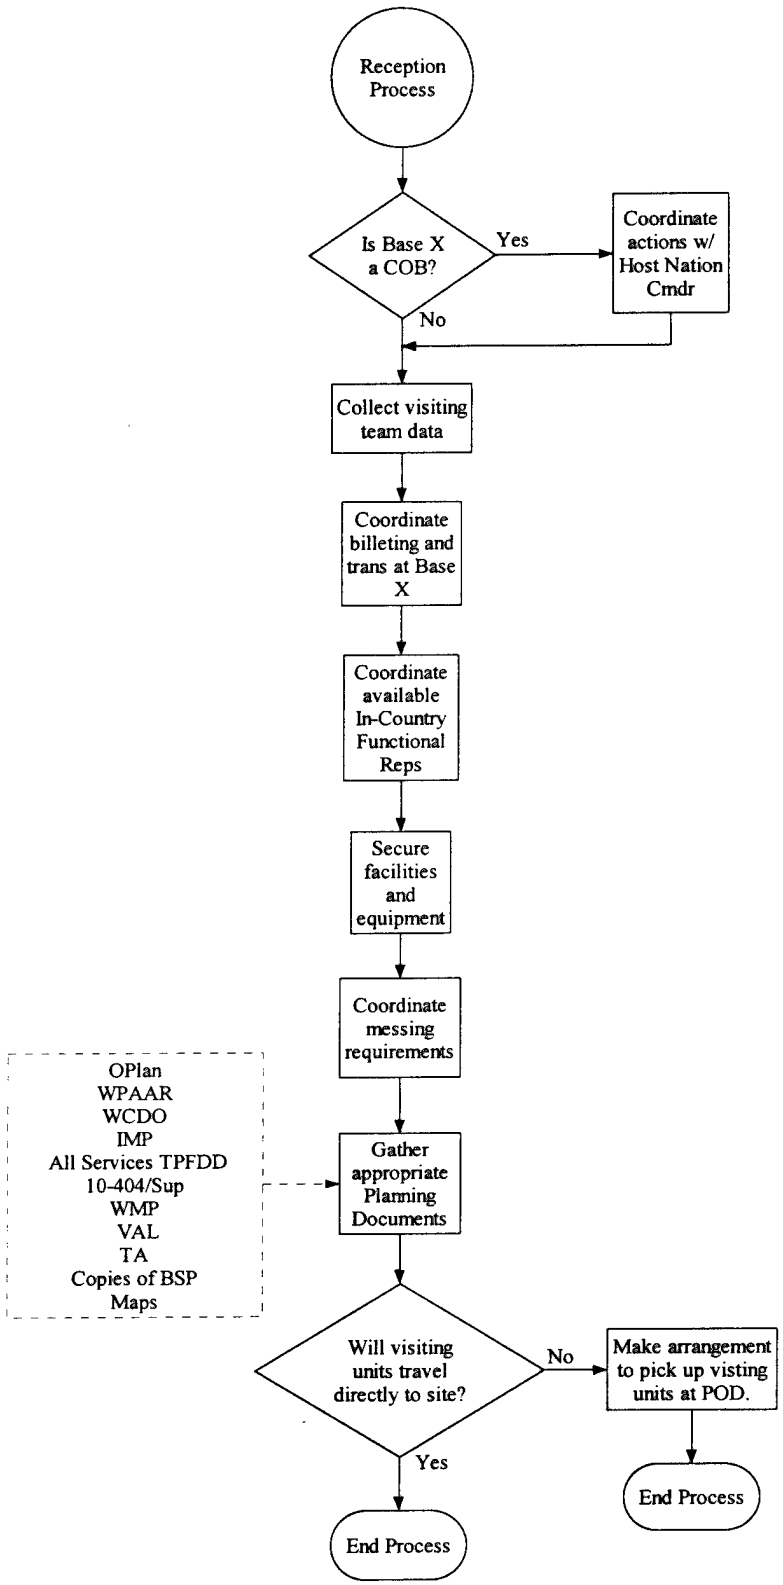 Reception
Process
Is Base X
a COB?
Yes
Coordinate
actions w/
Host Nation
Cmdr
No
Collect visiting
team data
Coordinate
billeting and
trans at Base
X
Coordinate
available
In-Country
Functional
Reps
Secure
facilities
and
equipment
Coordinate
messing
requirements
OPlan
WPAAR
WCDO
IMP
All Services TPFDD
10-404/Sup
WMP
VAL
TA
Copies of BSP
Maps
Gather
appropriate
Planning
Documents
Will visiting
units travel
directly to site?
No
Make arrangement
to pick up visting
units at POD.
Yes
End Process
End Process